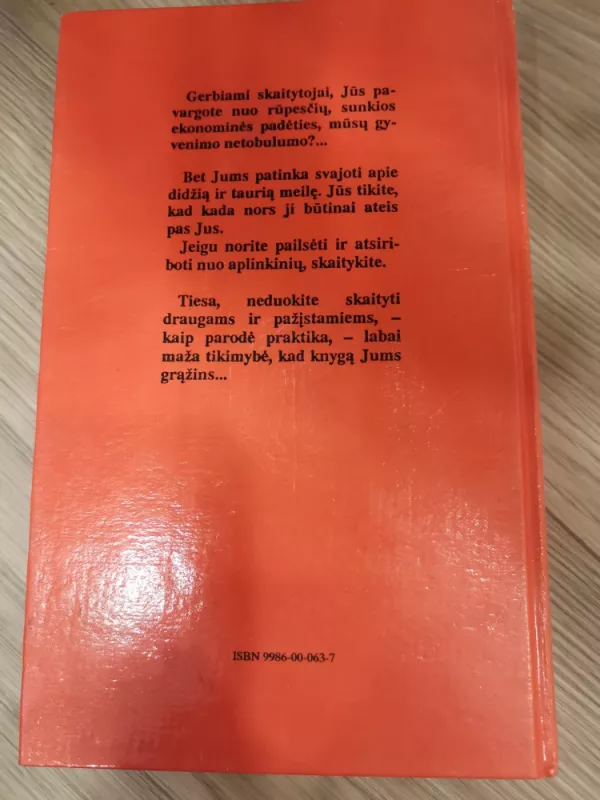 Gerbiami skaitytojai, Jūs pa-
vargote nuo rūpesčių, sunkios
ekonominės padėties, mūsų gy-
venimo netobulumo?...
Bet Jums patinka svajoti apie
didžią ir taurią meilę. Jūs tikite,
kad kada nors ji būtinai ateis
pas Jus.
Jeigu norite pailsėti ir atsiri-
boti nuo aplinkinių, skaitykite.
Tiesa, neduokite skaityti
draugams ir pažįstamiems, –
kaip parodė praktika, – labai
maža tikimybė, kad knygą Jums
grąžins...
ISBN 9986-00-063-7